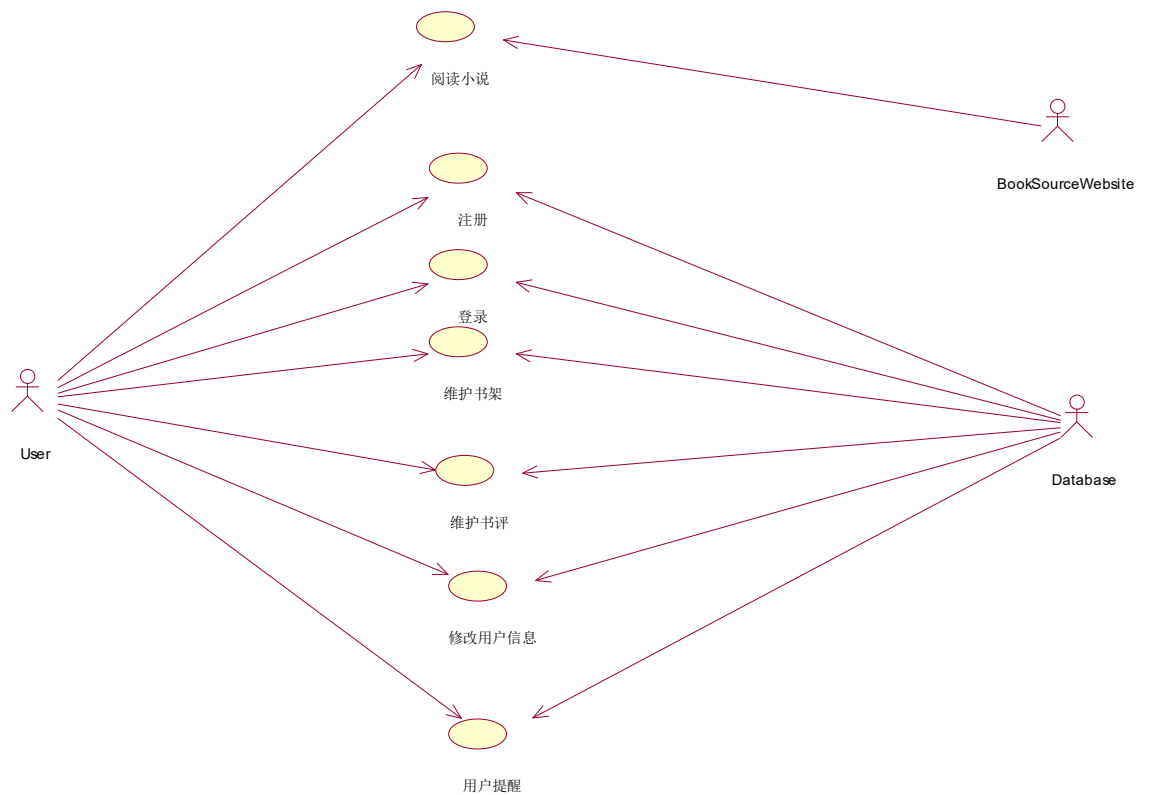 阅读小说
BookSourceWebsite
注册
登录
维护书架
User
Database
维护书评
修改用户信息
用户提醒